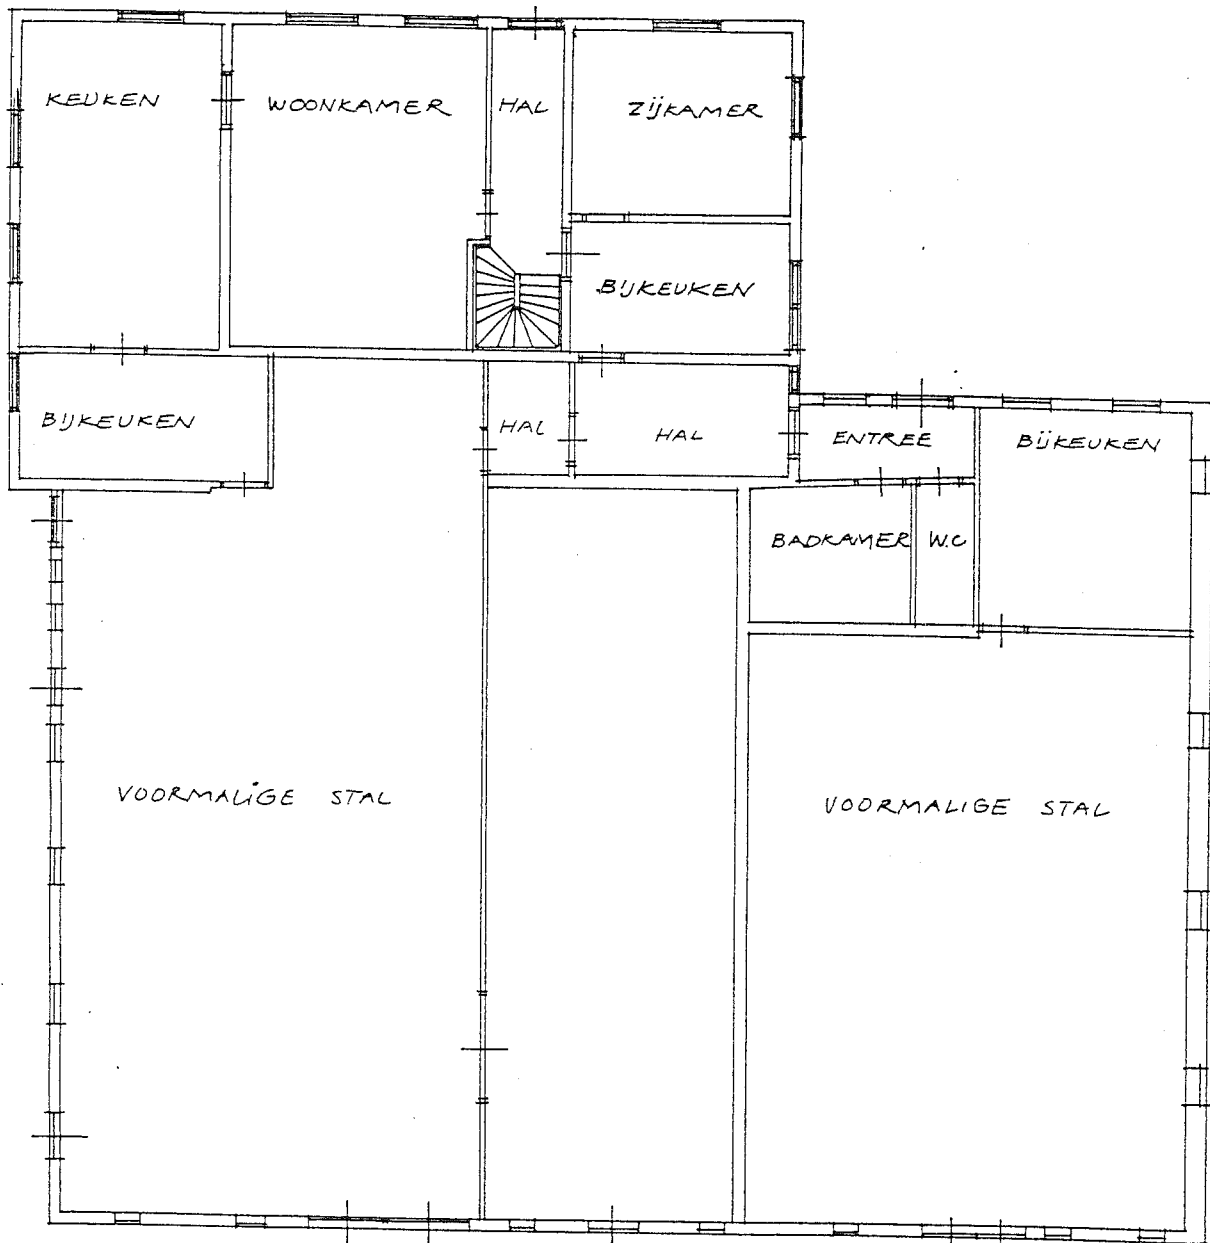 KEUKEN
WOONKAMER
HAL
ZIJKAMER
BIJKEUKEN
BIJKEUKEN
HAL
HAL
ENTREE
BIJKEUKEN
BADKAMER
W.C
VOORMALIGE STAL
VOORMALIGE STAL